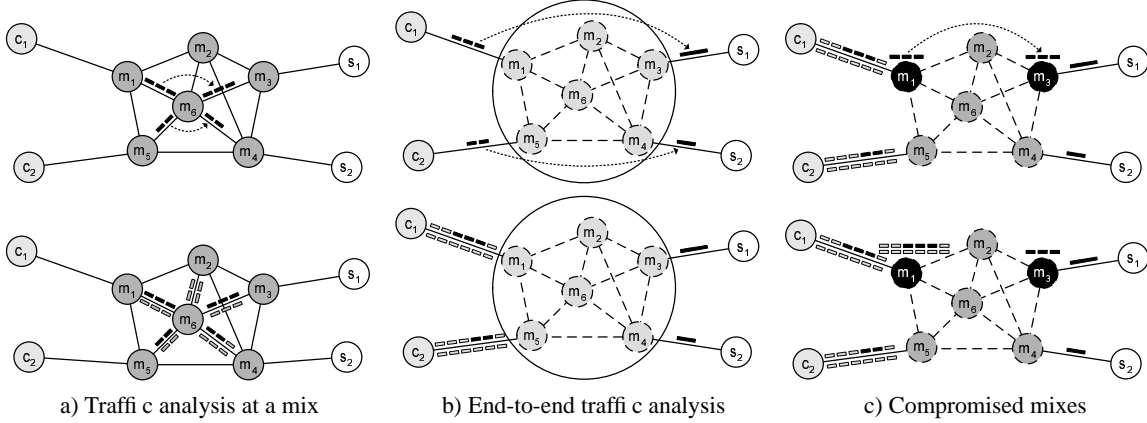 c1
m2
m1
m3
s1
m6
m5
m4
c2
s2
c1
m2
m1
m3
s1
m6
m5
m4
c2
s2
c1
m2
m1
m3
s1
m6
m5
m4
c2
s2
c1
m2
m1
m3
s1
m6
m5
m4
c2
s2
c1
m2
m1
m3
s1
m6
m5
m4
c2
s2
c1
m2
m1
m3
s1
m6
m5
m4
c2
s2
a) Traffi c analysis at a mix
b) End-to-end traffi c analysis
c) Compromised mixes